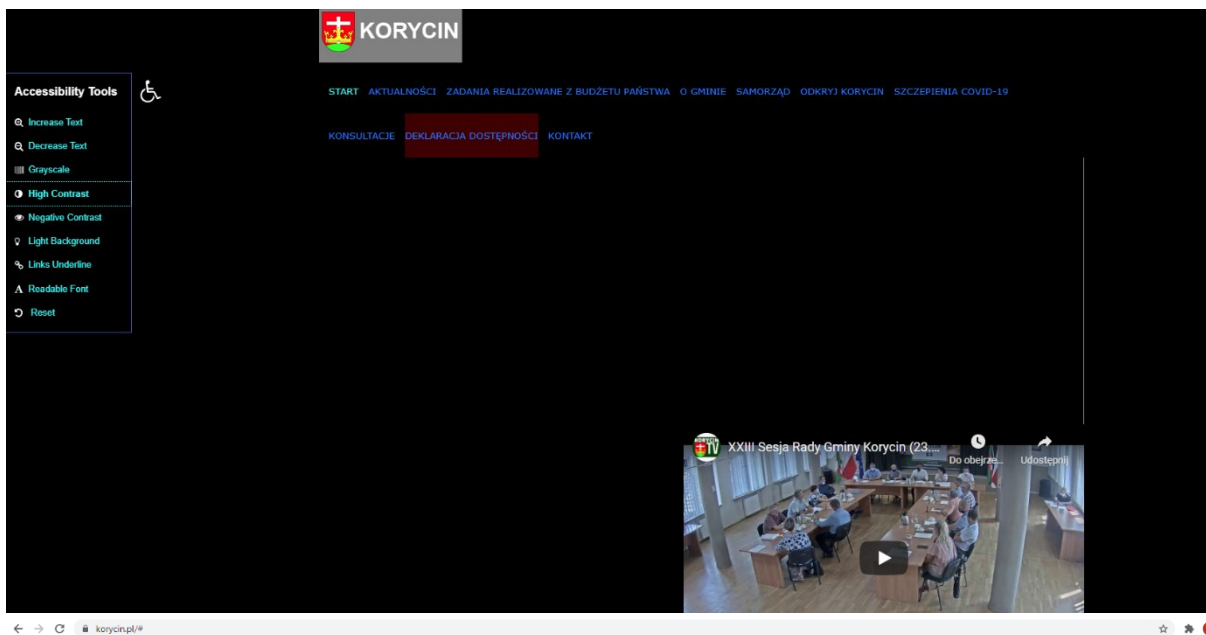 KORYCIN
Accessibility Tools
Increase Text
Decrease Text
Grayscale
High Contrast
Negative Contrast
Light Background
Links Underline
Readable Font
Reset
START AKTUALNOŚCI ZADANIA REALIZOWANE Z BUDŻETU PAŃSTWA O GMINIE SAMORZĄD ODKRYJ KORYCIN SZCZEPIENIA COVID-19
KONSULTACJE DEKLARACJA DOSTĘPNOŚCI KONTAKT
KORYCIN TV
XXIII Sesja Rady Gminy Korycin (23....
Do obejrze...
Udostępnij
korycin.pl/#